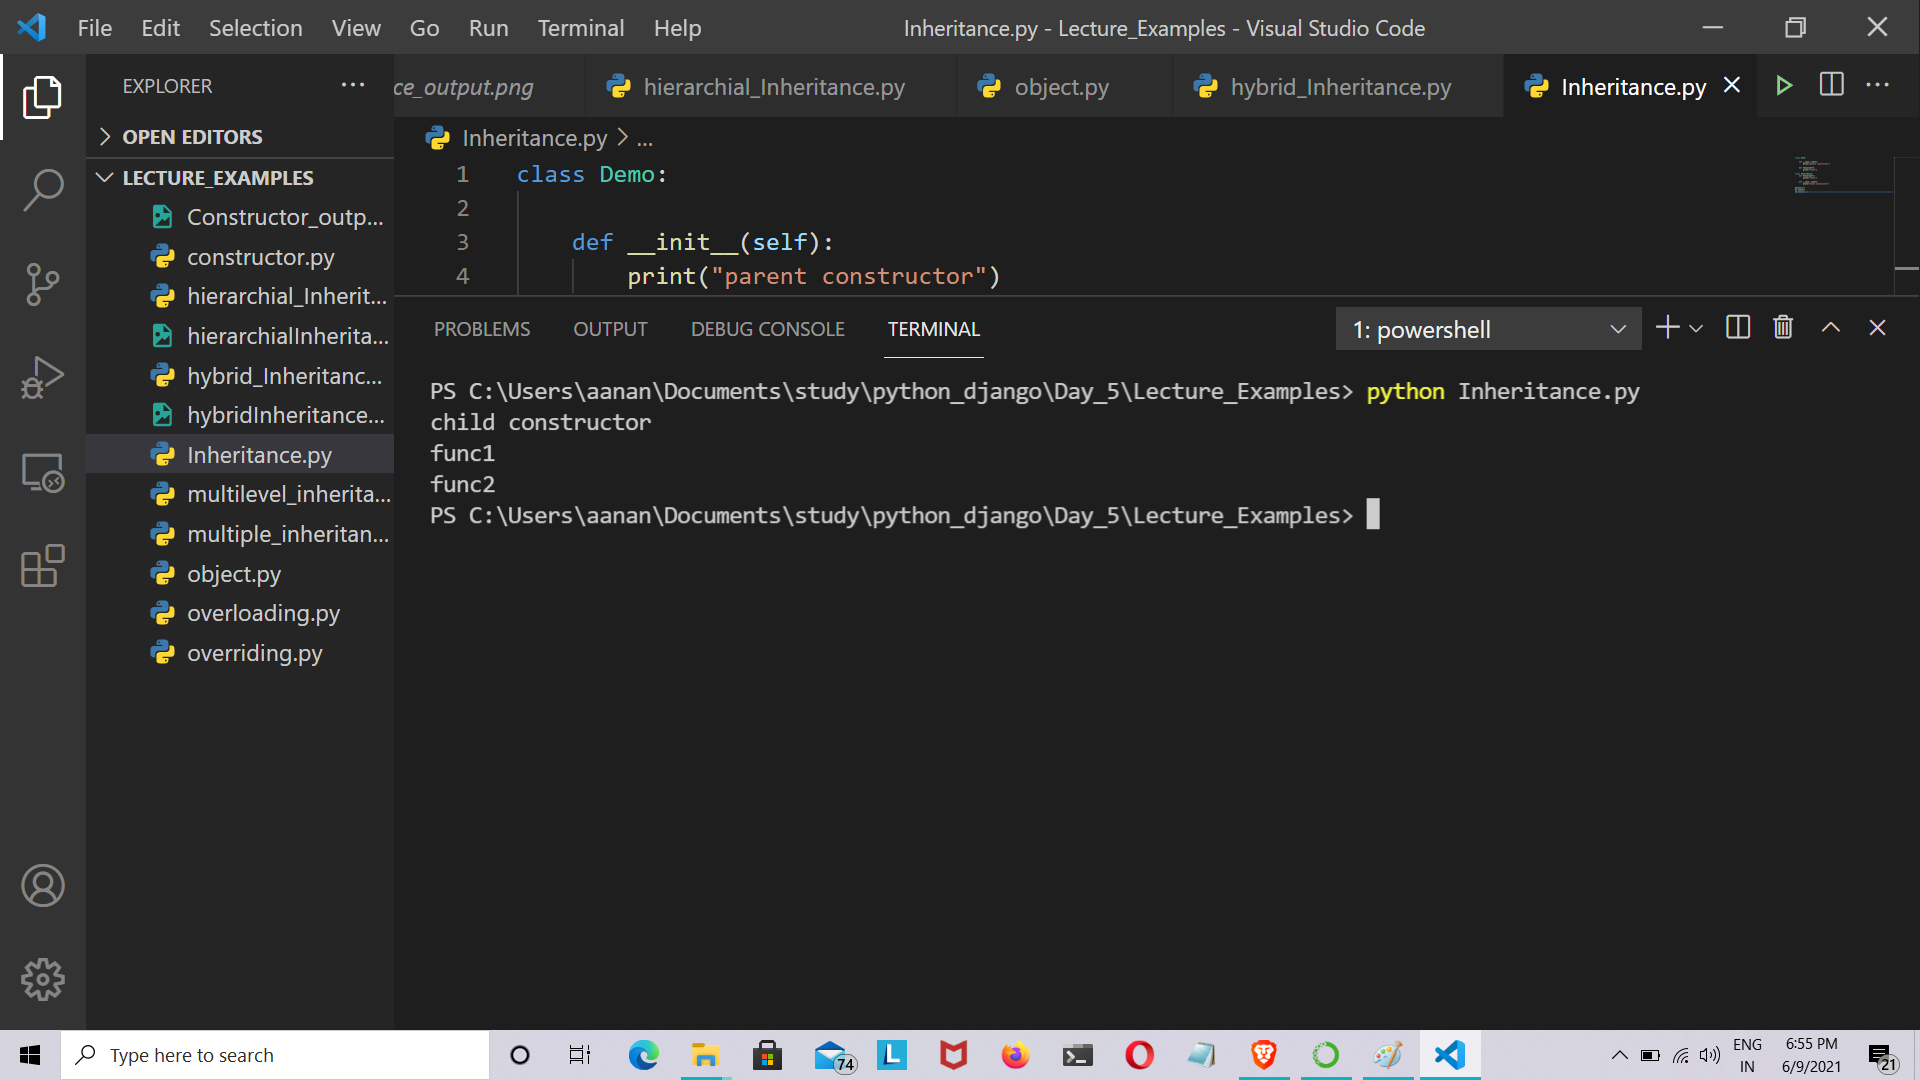 File Edit Selection View Go Run Terminal Help
Inheritance.py - Lecture_Examples - Visual Studio Code
EXPLORER
OPEN EDITORS
LECTURE_EXAMPLES
Constructor_outp...
constructor.py
hierarchial_Inherit...
hierarchialInherita...
hybrid_Inheritanc...
hybridInheritance...
Inheritance.py
multilevel_inherita...
multiple_inheritan...
object.py
overloading.py
overriding.py
ce_output.png hierarchial_Inheritance.py object.py hybrid_Inheritance.py Inheritance.py
Inheritance.py > ...
1 class Demo:
2
3 def __init__(self):
4 print("parent constructor")
PROBLEMS OUTPUT DEBUG CONSOLE TERMINAL
1: powershell
PS C:\Users\aanan\Documents\study\python_django\Day_5\Lecture_Examples> python Inheritance.py
child constructor
func1
func2
PS C:\Users\aanan\Documents\study\python_django\Day_5\Lecture_Examples>
Type here to search
74
L
ENG
IN
6:55 PM
6/9/2021
21